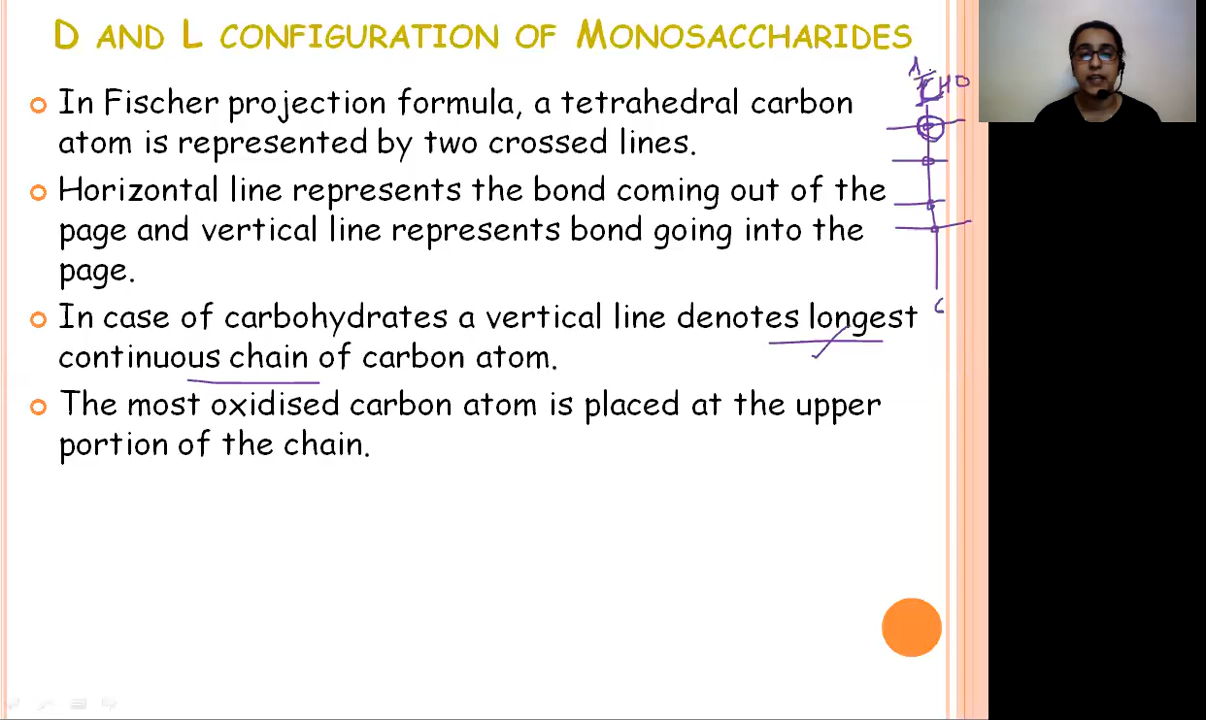 D AND L CONFIGURATION OF MONOSACCHARIDES
In Fischer projection formula, a tetrahedral carbon
atom is represented by two crossed lines.
Horizontal line represents the bond coming out of the
page and vertical line represents bond going into the
page.
In case of carbohydrates a vertical line denotes longest
continuous chain of carbon atom.
The most oxidised carbon atom is placed at the upper
portion of the chain.